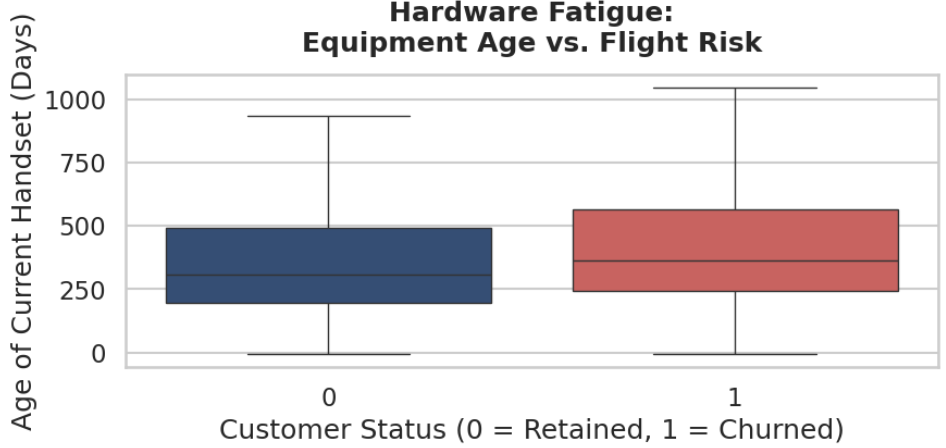 Hardware Fatigue:
Equipment Age vs. Flight Risk
Age of Current Handset (Days)
1000
750
500
250
0
0
1
Customer Status (0 = Retained, 1 = Churned)